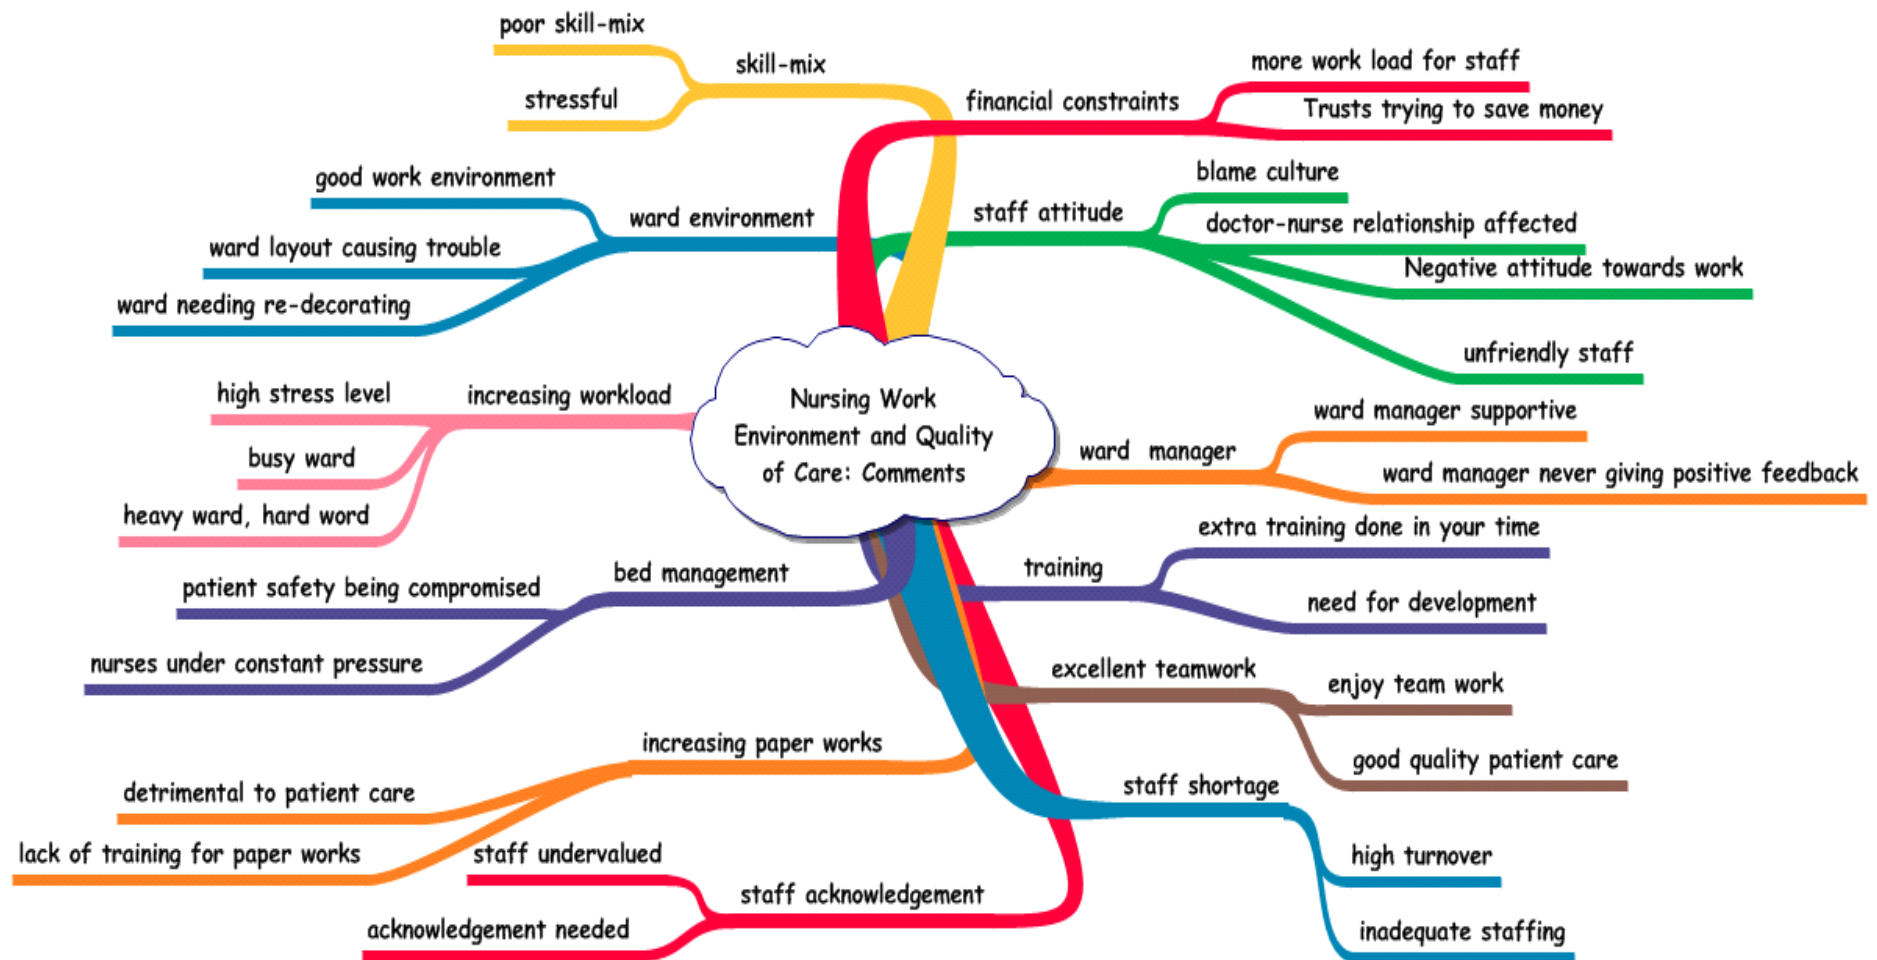 poor skill-mix
skill-mix
stressful
financial constraints
more work load for staff
Trusts trying to save money
good work environment
ward environment
ward layout causing trouble
ward needing re-decorating
staff attitude
blame culture
doctor-nurse relationship affected
Negative attitude towards work
unfriendly staff
high stress level
increasing workload
busy ward
heavy ward, hard word
Nursing Work
Environment and Quality
of Care: Comments
ward manager
ward manager supportive
ward manager never giving positive feedback
patient safety being compromised
bed management
nurses under constant pressure
training
extra training done in your time
need for development
excellent teamwork
enjoy team work
good quality patient care
increasing paper works
detrimental to patient care
lack of training for paper works
staff shortage
high turnover
inadequate staffing
staff undervalued
staff acknowledgement
acknowledgement needed